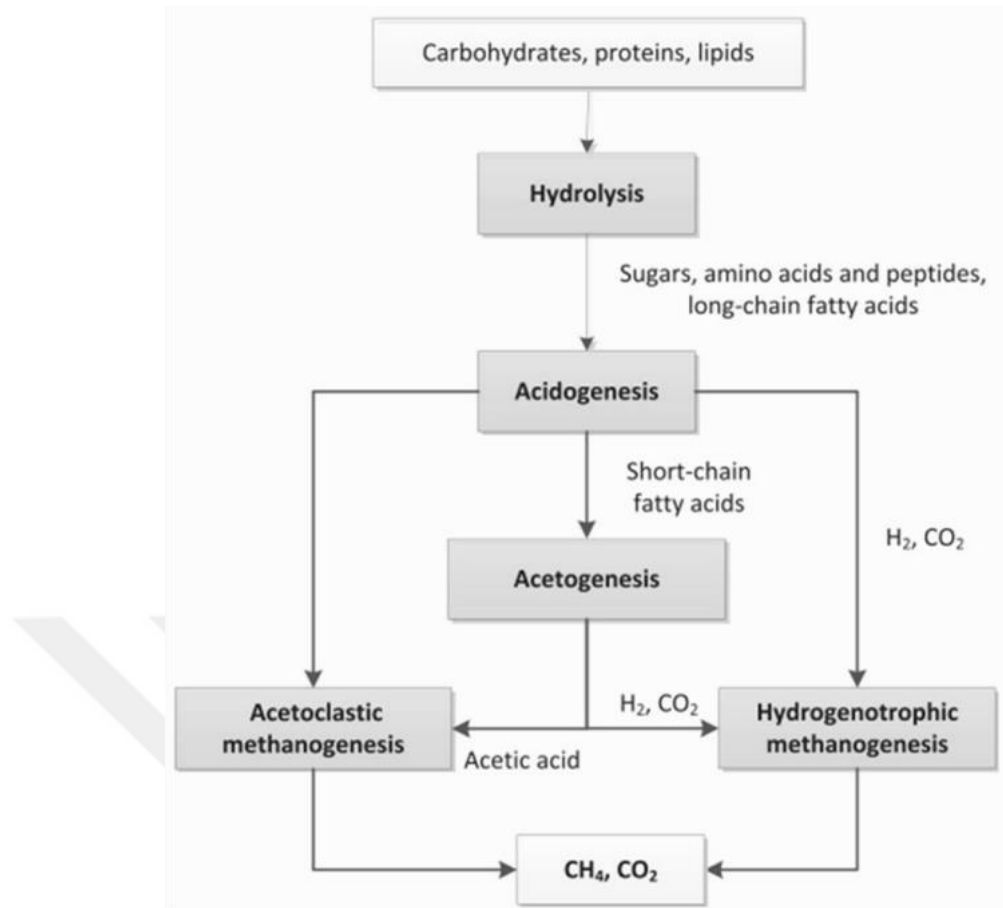 Carbohydrates, proteins, lipids
Hydrolysis
Sugars, amino acids and peptides,
long-chain fatty acids
Acidogenesis
Short-chain
fatty acids
H₂, CO₂
Acetogenesis
H₂, CO₂
Acetoclastic
methanogenesis
Hydrogenotrophic
methanogenesis
Acetic acid
CH₄, CO₂